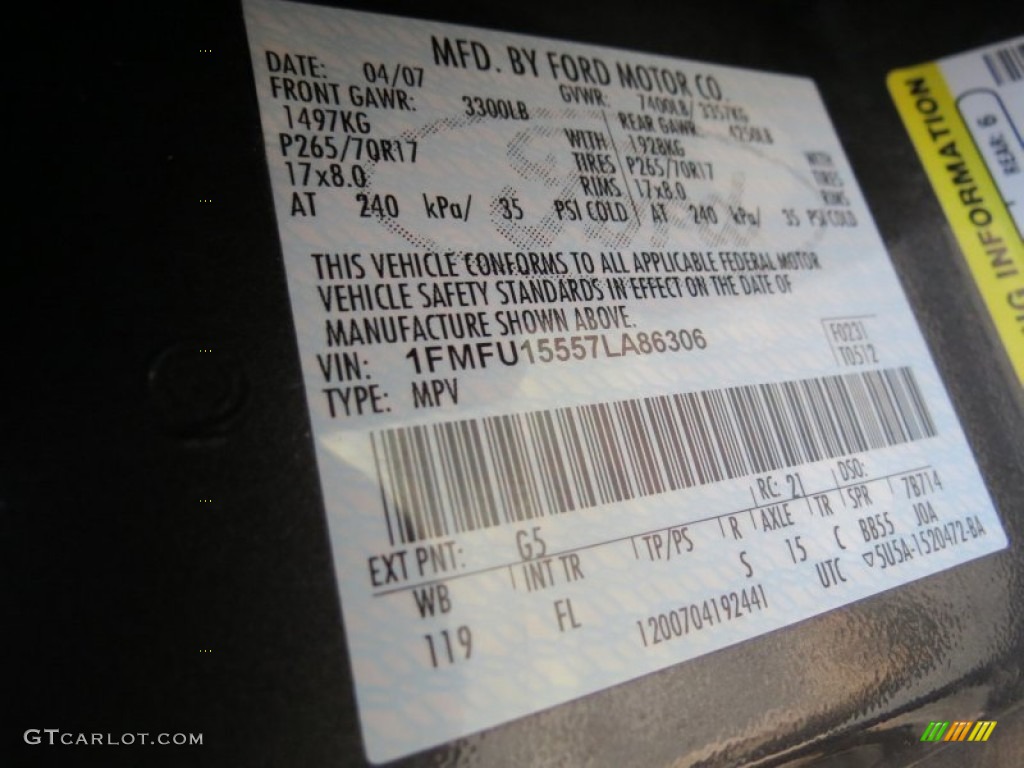 MFD. BY FORD MOTOR CO.
DATE: 04/07 GVWR: 7400LB/ 3357KG
FRONT GAWR: 3300LB REAR GAWR: 4250LB
1497KG WITH 1928KG WITH
P265/70R17 TIRES P265/70R17 TIRES
17x8.0 RIMS 17x8.0 RIMS
AT 240 kPa/ 35 PSI COLD AT 240 kPa/ 35 PSI COLD
THIS VEHICLE CONFORMS TO ALL APPLICABLE FEDERAL MOTOR
VEHICLE SAFETY STANDARDS IN EFFECT ON THE DATE OF
MANUFACTURE SHOWN ABOVE.
VIN: 1FMFU15557LA86306 F0231
TYPE: MPV T0512
EXT PNT: G5 RC: 21 DSO:
WB INT TR TP/PS R AXLE TR SPR 7B714
119 FL S 15 C BB55 JOA
1200704192441 UTC ▽5U5A-1520472-BA
NG INFORMATION
REAR: 6
GTCARLOT.COM